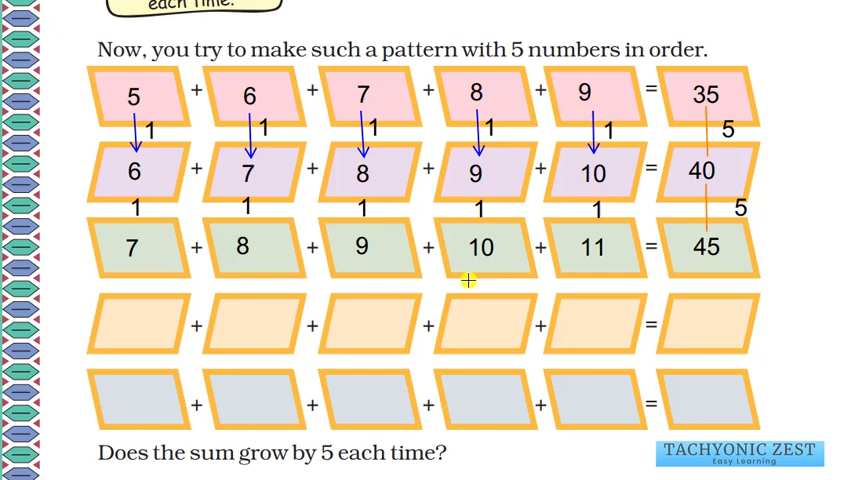 each time.
Now, you try to make such a pattern with 5 numbers in order.
5 + 6 + 7 + 8 + 9 = 35
1 1 1 1 1 5
6 + 7 + 8 + 9 + 10 = 40
1 1 1 1 1 5
7 + 8 + 9 + 10 + 11 = 45
+ + + + =
+ + + + =
Does the sum grow by 5 each time?
TACHYONIC ZEST
Easy Learning